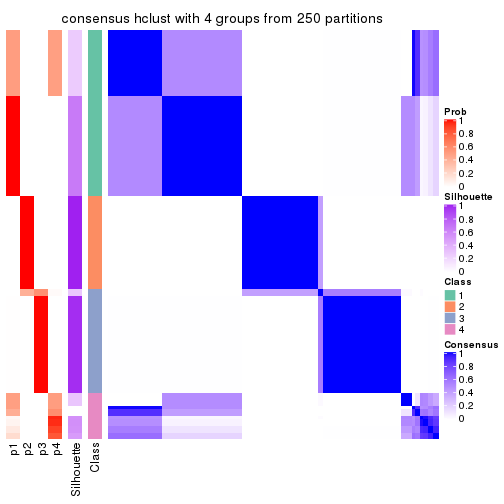 consensus hclust with 4 groups from 250 partitions
Prob
1
0.8
0.6
0.4
0.2
0
Silhouette
1
0.8
0.6
0.4
0.2
0
Class
1
2
3
4
Consensus
1
0.8
0.6
0.4
0.2
0
p1
p2
p3
p4
Silhouette
Class